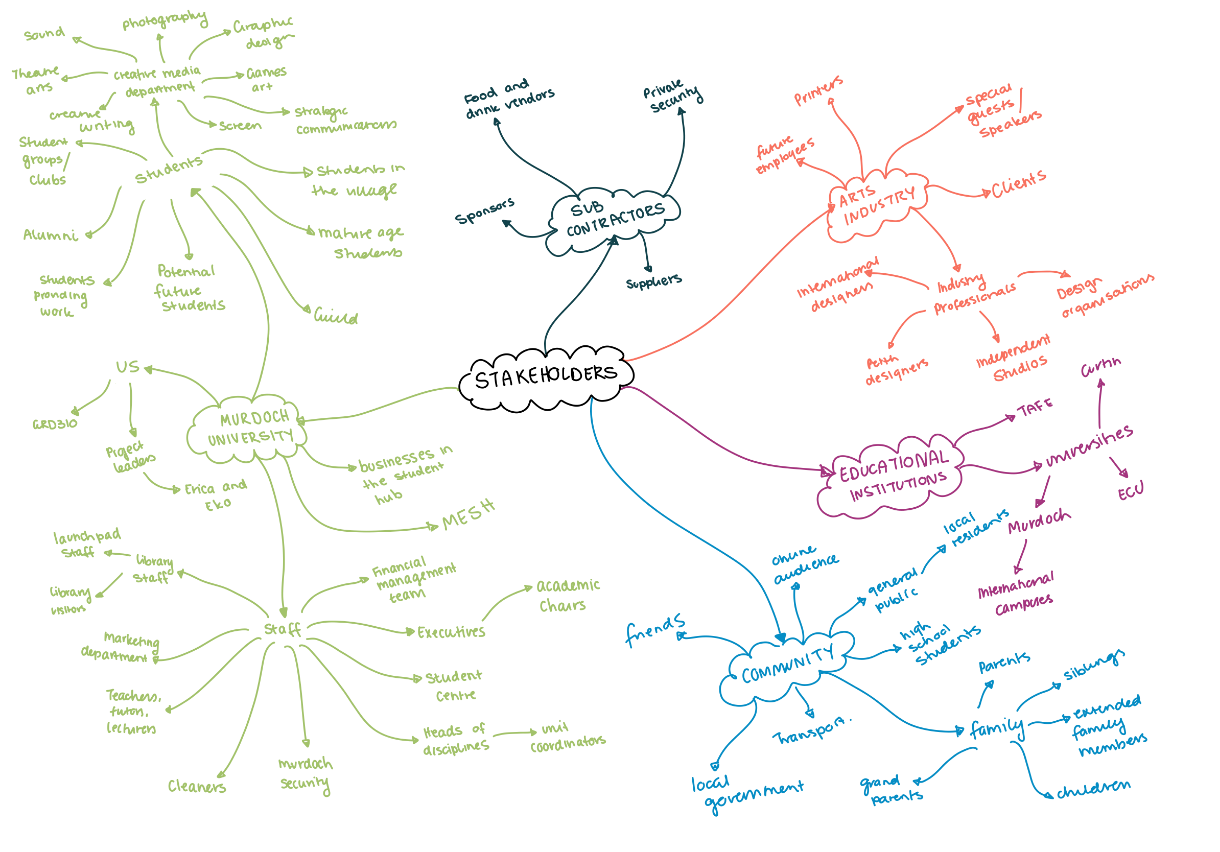 Sound
photography
Graphic
design
Theatre
arts
creative media
department
Games
art
creative
writing
Screen
Strategic
communications
Student
groups/
clubs
Students
Students in
the village
Alumni
mature age
Students
Students
providing
work
Potential
future
Students
Guild
US
GRD310
Project
leaders
Erica and
Eko
MURDOCH
UNIVERSITY
businesses in
the student
hub
MESH
launchpad
Staff
library
Staff
Library
visitors
Financial
management
team
academic
Chairs
Staff
Executives
marketing
department
Student
Centre
Teachers,
tutors,
lecturers
Heads of
disciplines
unit
coordinators
Cleaners
murdoch
security
Food and
drink vendors
Private
security
Sponsors
SUB
CONTRACTORS
Suppliers
STAKEHOLDERS
Printers
special
guests/
speakers
future
employees
ARTS
INDUSTRY
Clients
International
designers
Industry
Professionals
Design
organisations
Perth
designers
Independent
Studios
Curtin
TAFE
EDUCATIONAL
INSTITUTIONS
universities
ECU
Murdoch
International
campuses
online
audience
local
residents
general
public
friends
COMMUNITY
high
school
students
Transport.
local
government
Parents
siblings
family
extended
family
members
grand
parents
children